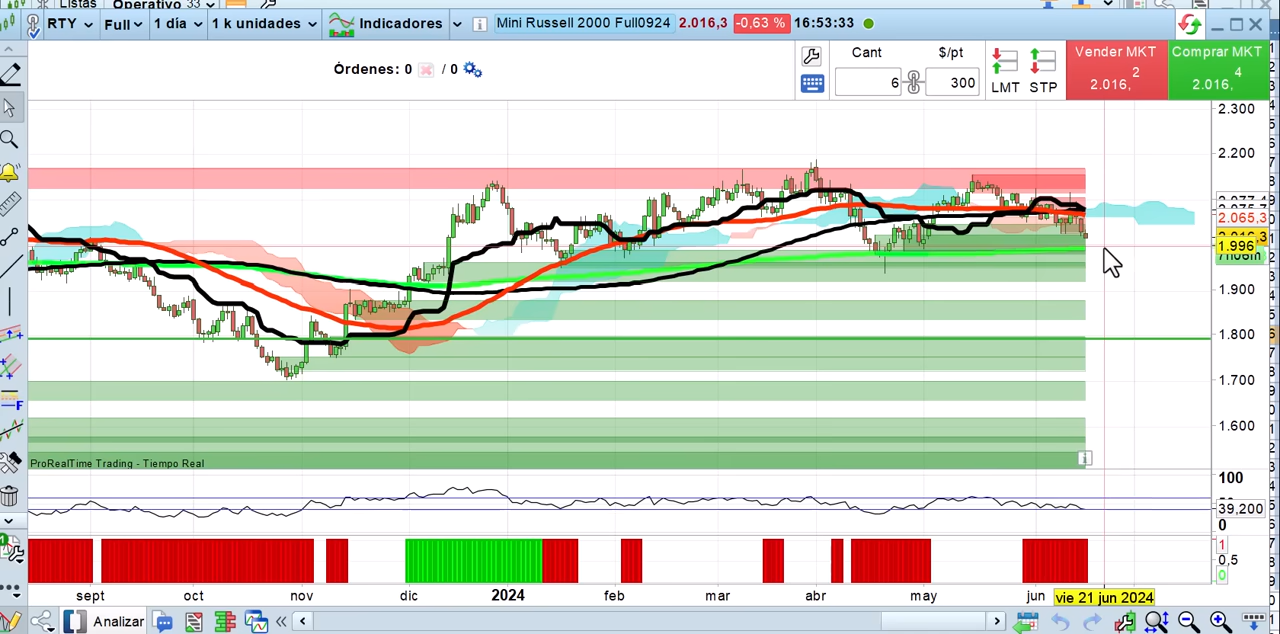 Listas Operativo 33
RTY Full 1 día 1 k unidades Indicadores Mini Russell 2000 Full0924 2.016,3 -0,63 % 16:53:33
Órdenes: 0 / 0
Cant $/pt
6 300
LMT STP
Vender MKT
2
2.016,
Comprar MKT
4
2.016,
2.300
2.200
2.065,3
1.996
1.900
1.800
1.700
1.600
ProRealTime Trading - Tiempo Real
100
39,200
0
1
0,5
0
sept oct nov dic 2024 feb mar abr may jun vie 21 jun 2024
Analizar